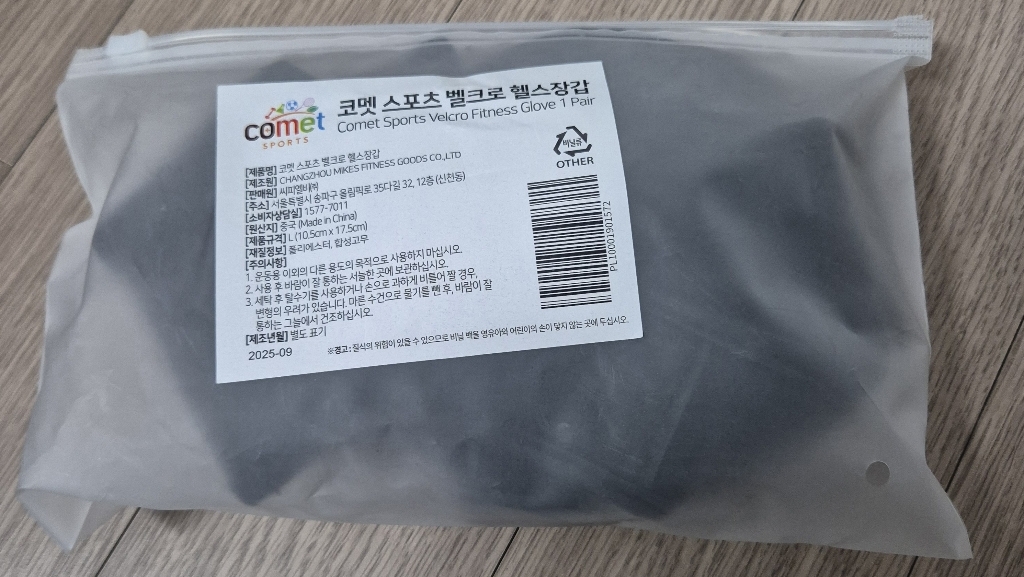 comet
SPORTS
코멧 스포츠 벨크로 헬스장갑
Comet Sports Velcro Fitness Glove 1 Pair
비닐류
OTHER
[제품명] 코멧 스포츠 벨크로 헬스장갑
[제조원] CHANGZHOU MIKES FITNESS GOODS CO.,LTD
[판매원] 씨피엘비㈜
[주소] 서울특별시 송파구 올림픽로 35다길 32, 12층 (신천동)
[소비자상담실] 1577-7011
[원산지] 중국 (Made in China)
[제품규격] L (10.5cm x 17.5cm)
[재질정보] 폴리에스터, 합성고무
[주의사항]
1. 운동용 이외의 다른 용도의 목적으로 사용하지 마십시오.
2. 사용 후 바람이 잘 통하는 서늘한 곳에 보관하십시오.
3. 세탁 후 탈수기를 사용하거나 손으로 과하게 비틀어 짤 경우,
변형의 우려가 있습니다. 마른 수건으로 물기를 뺀 후, 바람이 잘
통하는 그늘에서 건조하십시오.
[제조년월] 별도 표기
2025-09
※경고: 질식의 위험이 있을 수 있으므로 비닐 백을 영유아와 어린이의 손이 닿지 않는 곳에 두십시오.
PL10001901572